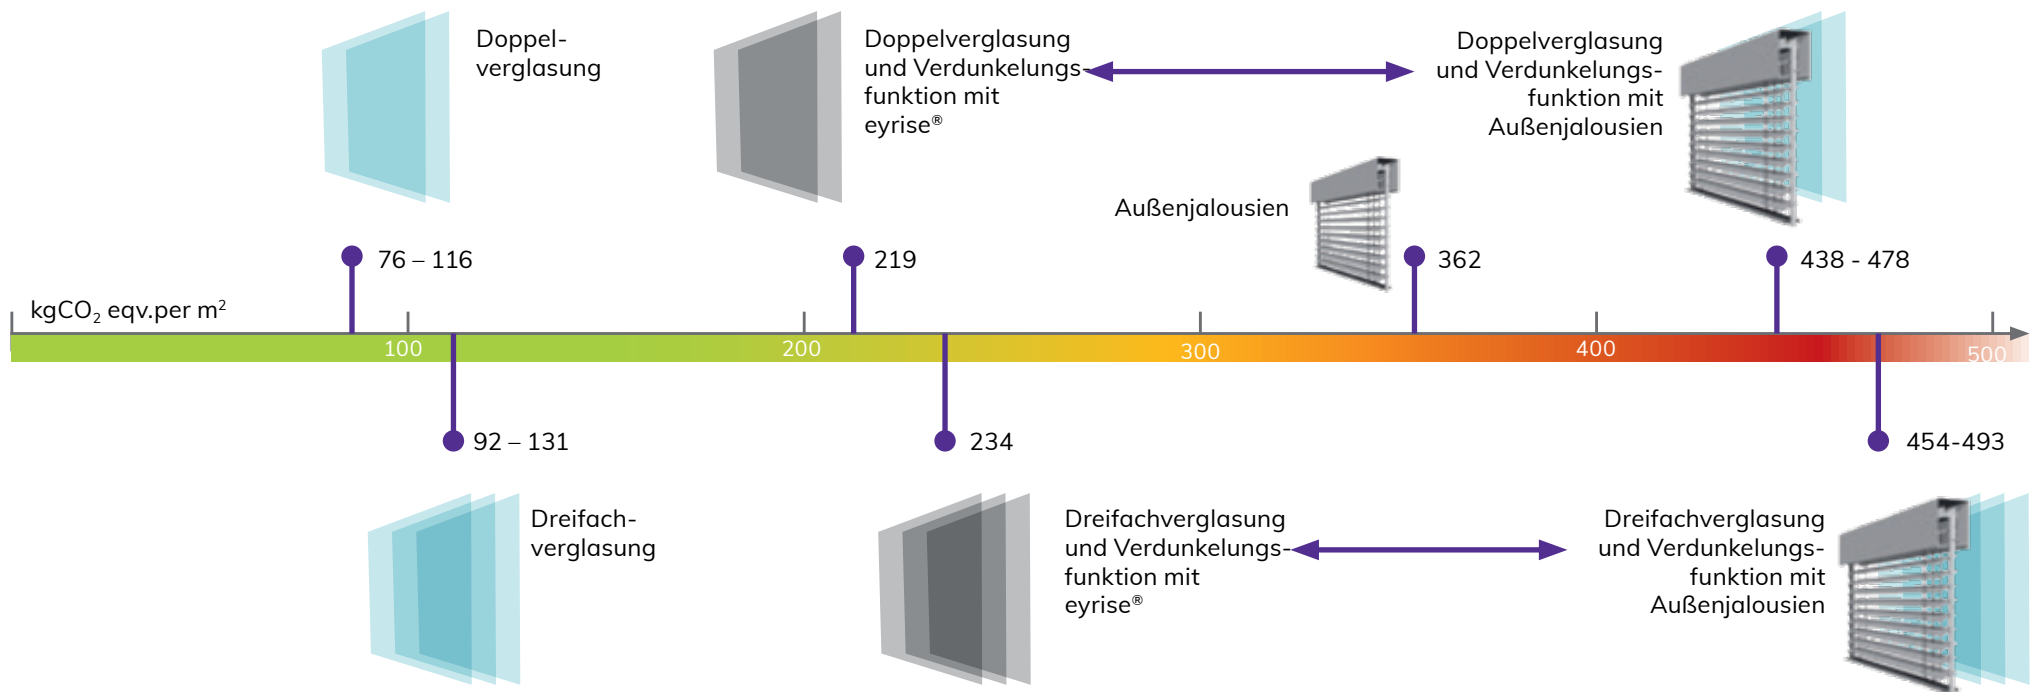 Doppel-
verglasung
Doppelverglasung
und Verdunkelungs-
funktion mit
eyrise®
Doppelverglasung
und Verdunkelungs-
funktion mit
Außenjalousien
Außenjalousien
76 – 116
219
362
438 - 478
kgCO₂ eqv.per m²
100
200
300
400
500
92 – 131
234
454-493
Dreifach-
verglasung
Dreifachverglasung
und Verdunkelungs-
funktion mit
eyrise®
Dreifachverglasung
und Verdunkelungs-
funktion mit
Außenjalousien